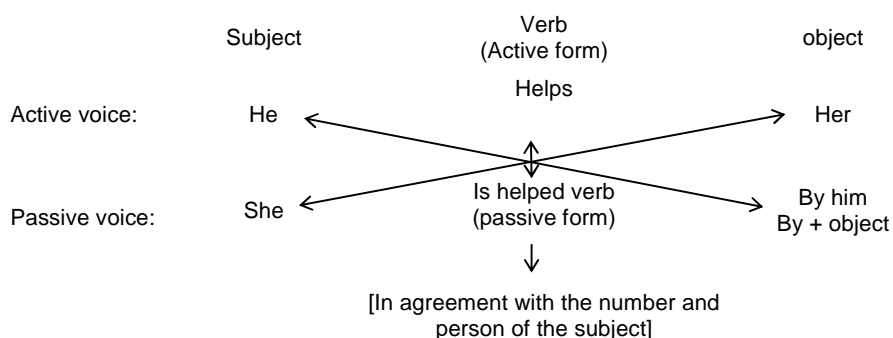 Subject Verb object
(Active form)
Helps
Active voice: He Her
Passive voice: She Is helped verb By him
(passive form) By + object
[In agreement with the number and
person of the subject]